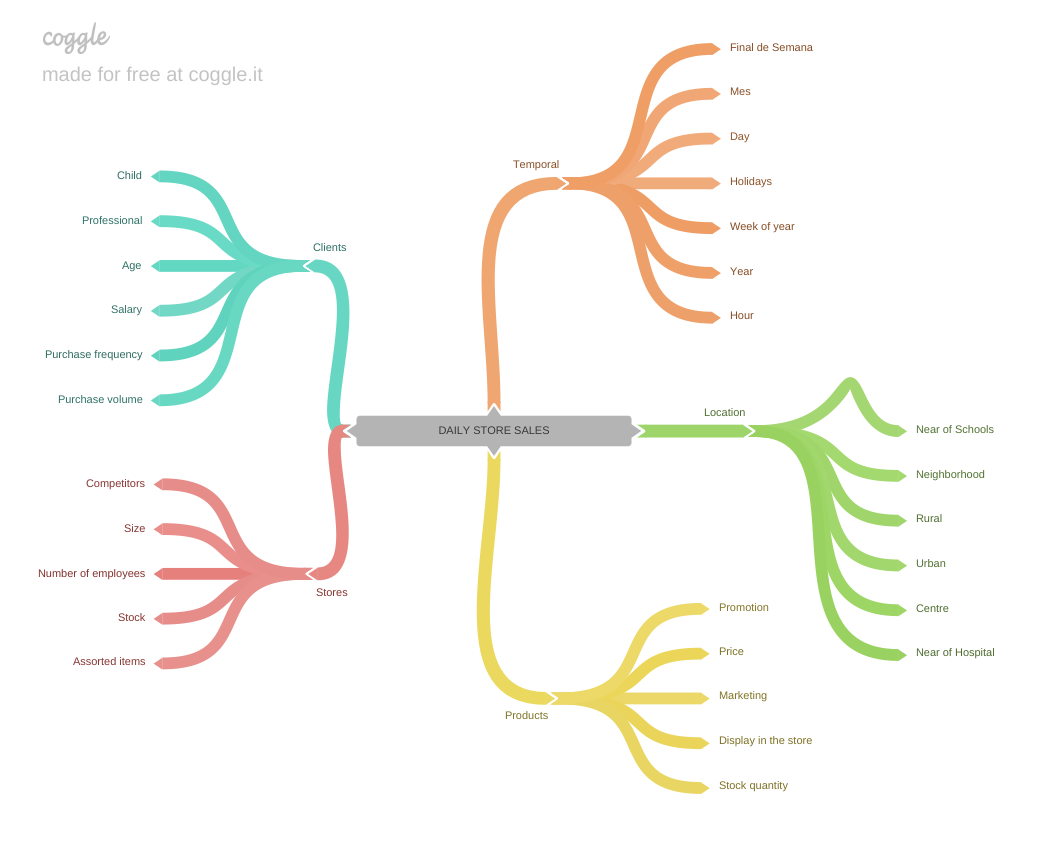 coggle
made for free at coggle.it
DAILY STORE SALES
Temporal
Final de Semana
Mes
Day
Holidays
Week of year
Year
Hour
Location
Near of Schools
Neighborhood
Rural
Urban
Centre
Near of Hospital
Products
Promotion
Price
Marketing
Display in the store
Stock quantity
Clients
Child
Professional
Age
Salary
Purchase frequency
Purchase volume
Stores
Competitors
Size
Number of employees
Stock
Assorted items